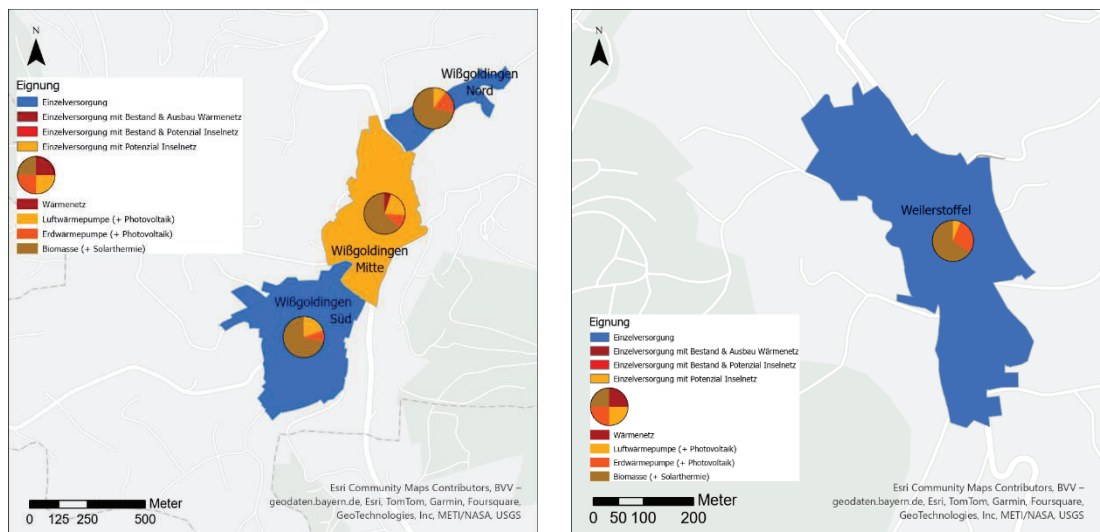 N
Eignung
Einzelversorgung
Einzelversorgung mit Bestand & Ausbau Wärmenetz
Einzelversorgung mit Bestand & Potenzial Inselnetz
Einzelversorgung mit Potenzial Inselnetz
Wärmenetz
Luftwärmepumpe (+ Photovoltaik)
Erdwärmepumpe (+ Photovoltaik)
Biomasse (+ Solarthermie)
Wißgoldingen
Nord
Wißgoldingen
Mitte
Wißgoldingen
Süd
Meter
0 125 250 500
Esri Community Maps Contributors, BVV –
geodaten.bayern.de, Esri, TomTom, Garmin, Foursquare,
GeoTechnologies, Inc, METI/NASA, USGS
N
Weilerstoffel
Eignung
Einzelversorgung
Einzelversorgung mit Bestand & Ausbau Wärmenetz
Einzelversorgung mit Bestand & Potenzial Inselnetz
Einzelversorgung mit Potenzial Inselnetz
Wärmenetz
Luftwärmepumpe (+ Photovoltaik)
Erdwärmepumpe (+ Photovoltaik)
Biomasse (+ Solarthermie)
Meter
0 50 100 200
Esri Community Maps Contributors, BVV –
geodaten.bayern.de, Esri, TomTom, Garmin, Foursquare,
GeoTechnologies, Inc, METI/NASA, USGS